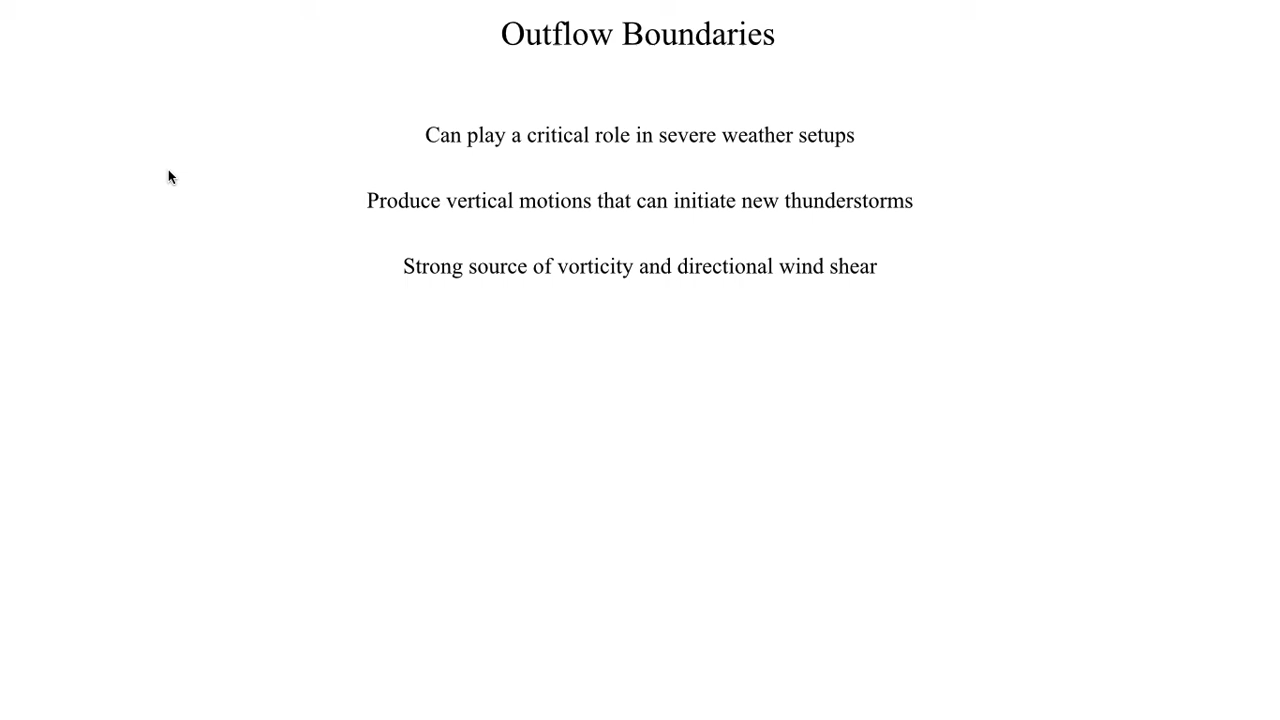 Outflow Boundaries
Can play a critical role in severe weather setups
Produce vertical motions that can initiate new thunderstorms
Strong source of vorticity and directional wind shear